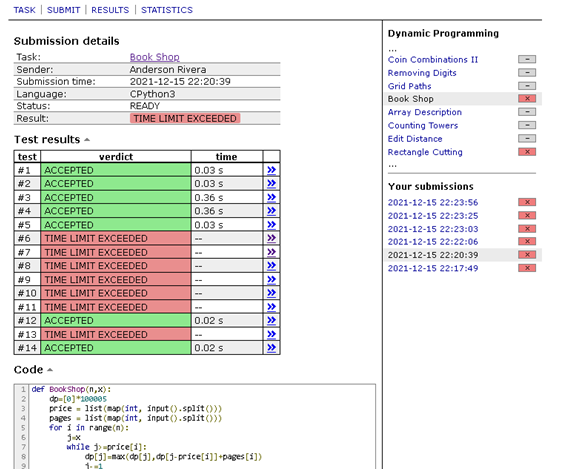 TASK | SUBMIT | RESULTS | STATISTICS
Submission details
Task: Book Shop
Sender: Anderson Rivera
Submission time: 2021-12-15 22:20:39
Language: CPython3
Status: READY
Result: TIME LIMIT EXCEEDED
Test results
test verdict time
#1 ACCEPTED 0.03 s »
#2 ACCEPTED 0.03 s »
#3 ACCEPTED 0.36 s »
#4 ACCEPTED 0.36 s »
#5 ACCEPTED 0.03 s »
#6 TIME LIMIT EXCEEDED -- »
#7 TIME LIMIT EXCEEDED -- »
#8 TIME LIMIT EXCEEDED -- »
#9 TIME LIMIT EXCEEDED -- »
#10 TIME LIMIT EXCEEDED -- »
#11 TIME LIMIT EXCEEDED -- »
#12 ACCEPTED 0.02 s »
#13 TIME LIMIT EXCEEDED -- »
#14 ACCEPTED 0.02 s »
Code
1 def BookShop(n,x):
2 dp=[0]*100005
3 price = list(map(int, input().split()))
4 pages = list(map(int, input().split()))
5 for i in range(n):
6 j=x
7 while j>=price[i]:
8 dp[j]=max(dp[j],dp[j-price[i]]+pages[i])
9 j-=1
Dynamic Programming
...
Coin Combinations II –
Removing Digits –
Grid Paths –
Book Shop ×
Array Description –
Counting Towers –
Edit Distance –
Rectangle Cutting ×
...
Your submissions
2021-12-15 22:23:56 ×
2021-12-15 22:23:25 ×
2021-12-15 22:23:03 ×
2021-12-15 22:22:06 ×
2021-12-15 22:20:39 ×
2021-12-15 22:17:49 ×